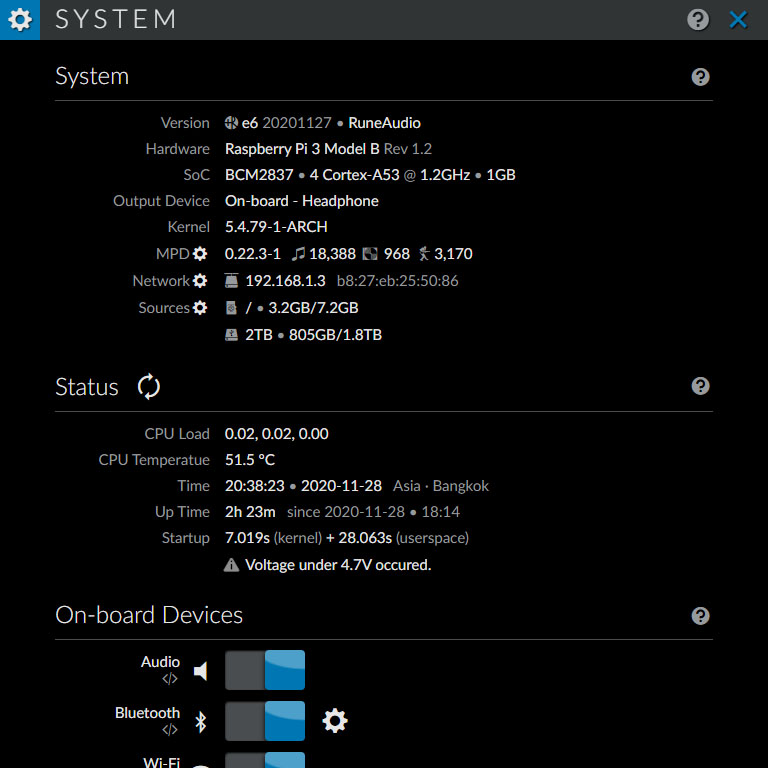 SYSTEM
System
Version e6 20201127 • RuneAudio
Hardware Raspberry Pi 3 Model B Rev 1.2
SoC BCM2837 • 4 Cortex-A53 @ 1.2GHz • 1GB
Output Device On-board - Headphone
Kernel 5.4.79-1-ARCH
MPD 0.22.3-1 18,388 968 3,170
Network 192.168.1.3 b8:27:eb:25:50:86
Sources / • 3.2GB/7.2GB
2TB • 805GB/1.8TB
Status
CPU Load 0.02, 0.02, 0.00
CPU Temperatue 51.5 °C
Time 20:38:23 • 2020-11-28 Asia · Bangkok
Up Time 2h 23m since 2020-11-28 • 18:14
Startup 7.019s (kernel) + 28.063s (userspace)
Voltage under 4.7V occured.
On-board Devices
Audio
</>
Bluetooth
</>
Wi-Fi